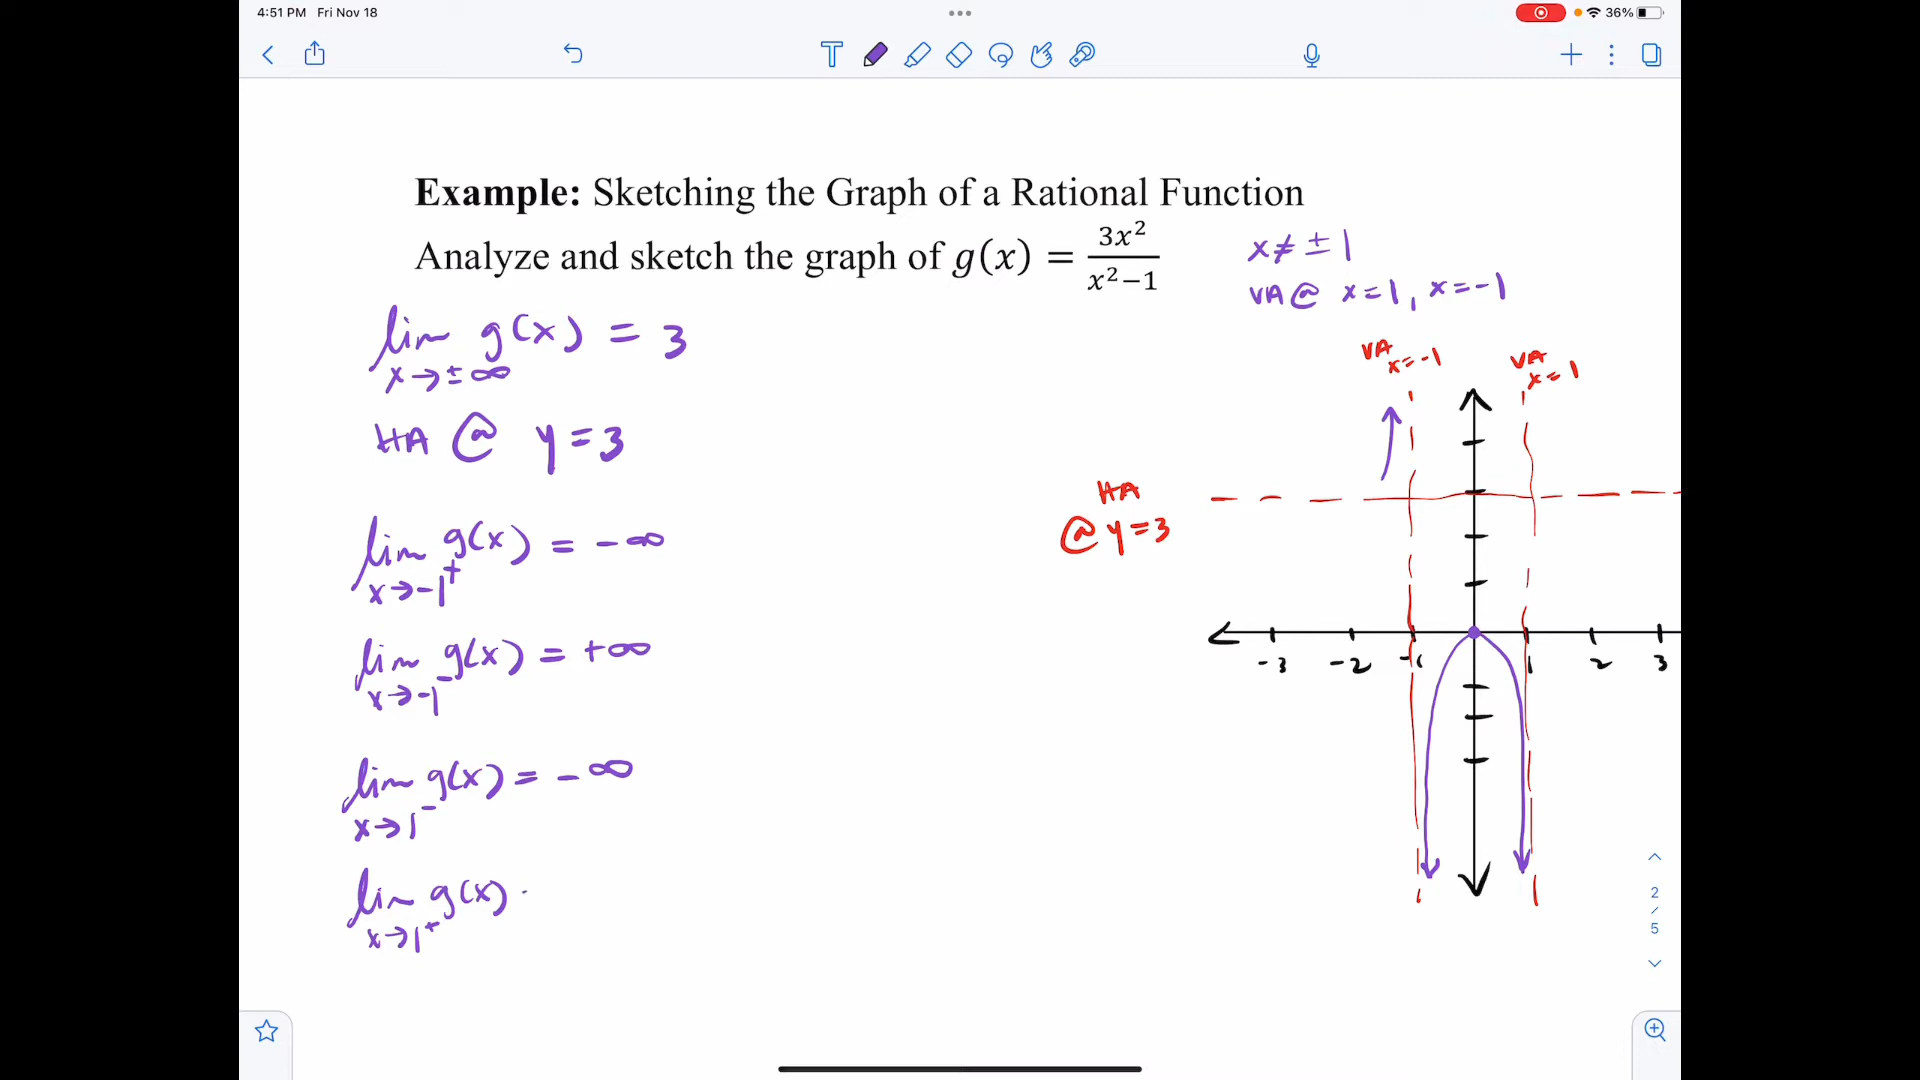 4:51 PM Fri Nov 18
36%
T
Example: Sketching the Graph of a Rational Function
Analyze and sketch the graph of g(x) = 3x²/(x²−1)
x ≠ ± 1
VA @ x = 1, x = -1
lim g(x) = 3
x → ± ∞
HA @ y = 3
lim g(x) = - ∞
x → -1⁺
lim g(x) = + ∞
x → -1⁻
lim g(x) = - ∞
x → 1⁻
lim g(x) -
x → 1⁺
VA x = -1
VA x = 1
HA
@ y = 3
-3 -2 -1 1 2 3
2
/
5